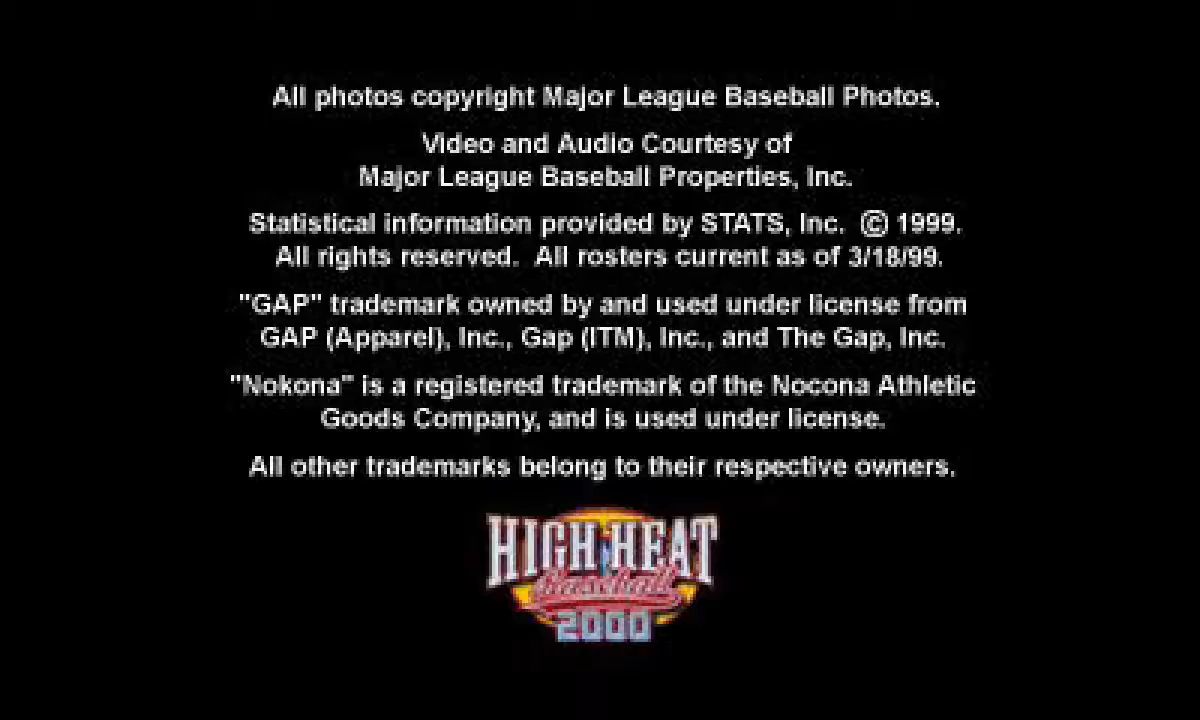 All photos copyright Major League Baseball Photos.
Video and Audio Courtesy of
Major League Baseball Properties, Inc.
Statistical information provided by STATS, Inc. © 1999.
All rights reserved. All rosters current as of 3/18/99.
"GAP" trademark owned by and used under license from
GAP (Apparel), Inc., Gap (ITM), Inc., and The Gap, Inc.
"Nokona" is a registered trademark of the Nocona Athletic
Goods Company, and is used under license.
All other trademarks belong to their respective owners.
HIGH HEAT
Baseball
2000